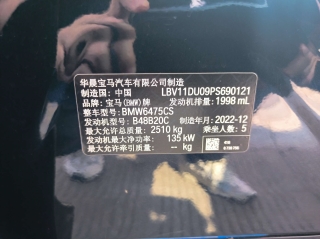 华晨宝马汽车有限公司制造
制造国：中国 LBV11DU09PS690121
品牌：宝马(BMW)牌 发动机排量：1998 mL
整车型号：BMW6475CS
发动机型号：B48B20C 制造年月：2022-12
最大允许总质量：2510 kg 乘坐人数：5
发动机最大净功率：135 kW
最大允许牵引质量：-- kg